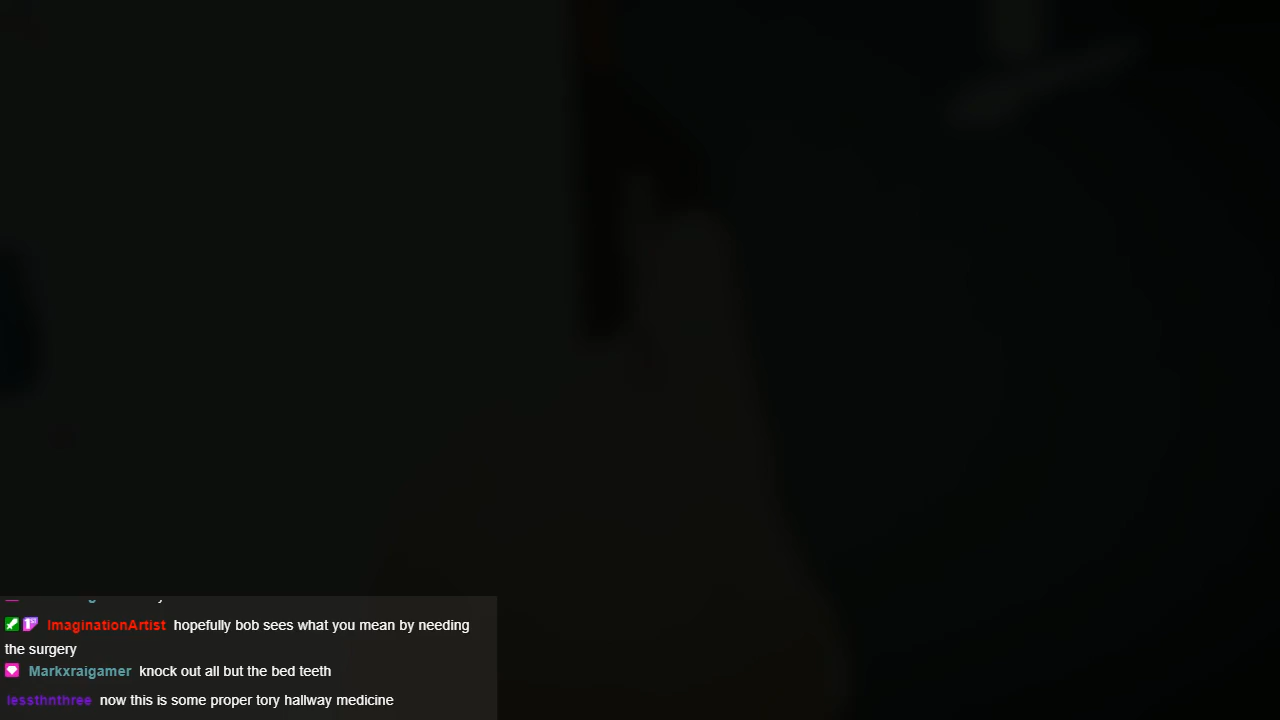 ImaginationArtist hopefully bob sees what you mean by needing
the surgery
Markxraigamer knock out all but the bed teeth
lessthnthree now this is some proper tory hallway medicine